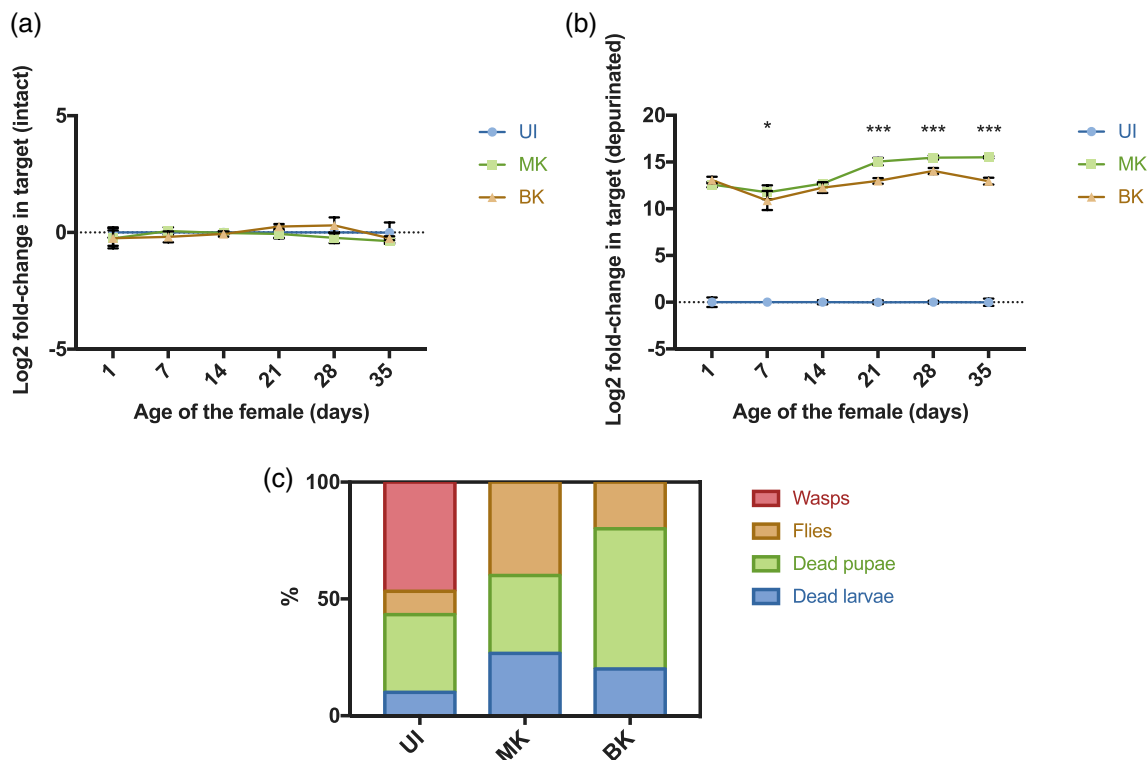 (a)
Log2 fold-change in target (intact)
5
0
-5
1 7 14 21 28 35
Age of the female (days)
UI
MK
BK
(b)
Log2 fold-change in target (depurinated)
20
15
10
5
0
-5
* *** *** ***
1 7 14 21 28 35
Age of the female (days)
UI
MK
BK
(c)
%
100
50
0
UI MK BK
Wasps
Flies
Dead pupae
Dead larvae